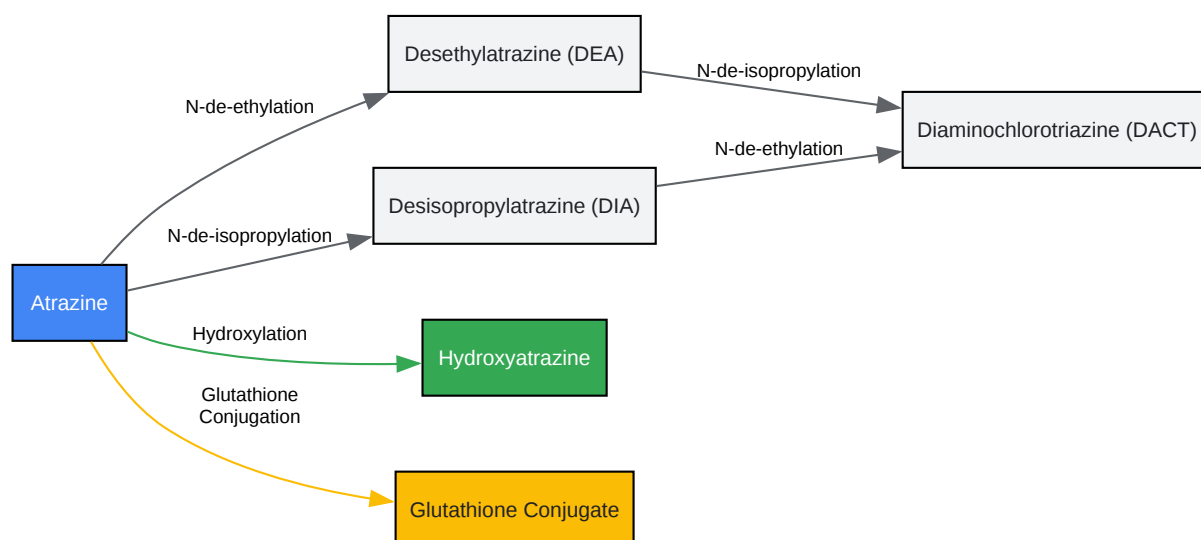 Desethylatrazine (DEA)
N-de-isopropylation
N-de-ethylation
Diaminochlorotriazine (DACT)
N-de-ethylation
Desisopropylatrazine (DIA)
N-de-isopropylation
Atrazine
Hydroxylation
Hydroxyatrazine
Glutathione
Conjugation
Glutathione Conjugate